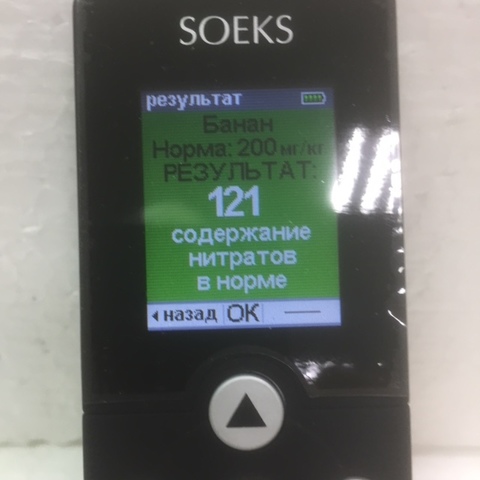 SOEKS
результат
Банан
Норма: 200 мг/кг
РЕЗУЛЬТАТ:
121
содержание
нитратов
в норме
назад OK